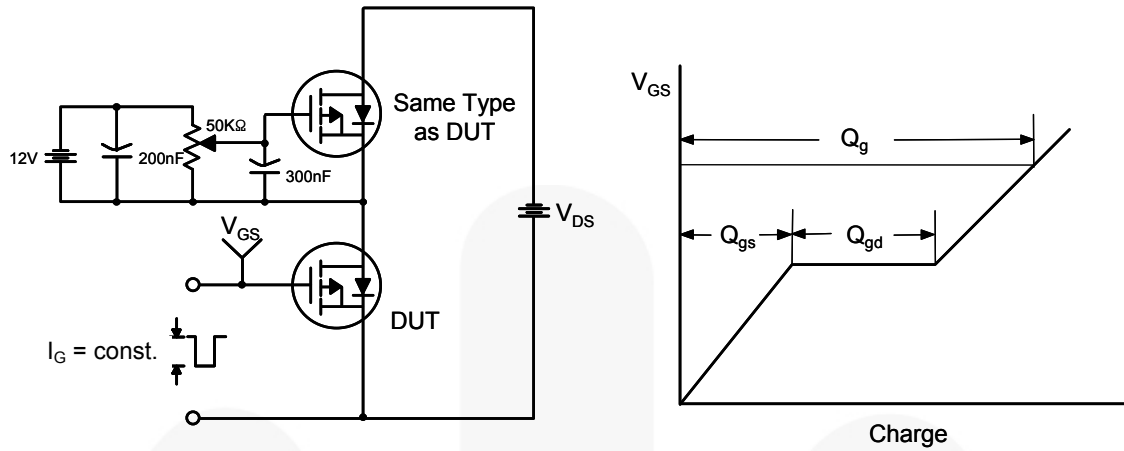 12V
200nF
50KΩ
300nF
Same Type
as DUT
V_DS
V_GS
DUT
I_G = const.
V_GS
Q_g
Q_gs
Q_gd
Charge